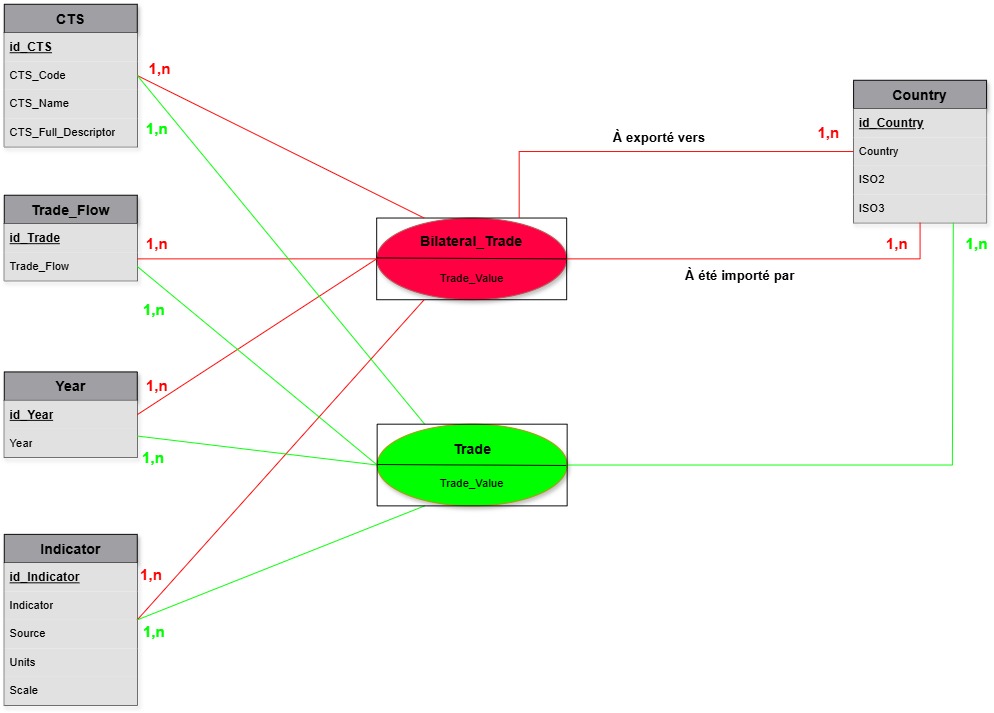 CTS
id_CTS
CTS_Code
CTS_Name
CTS_Full_Descriptor
1,n
1,n
Trade_Flow
id_Trade
Trade_Flow
1,n
1,n
Year
id_Year
Year
1,n
1,n
Indicator
id_Indicator
Indicator
Source
Units
Scale
1,n
1,n
Bilateral_Trade
Trade_Value
Trade
Trade_Value
À exporté vers
1,n
À été importé par
1,n
1,n
Country
id_Country
Country
ISO2
ISO3